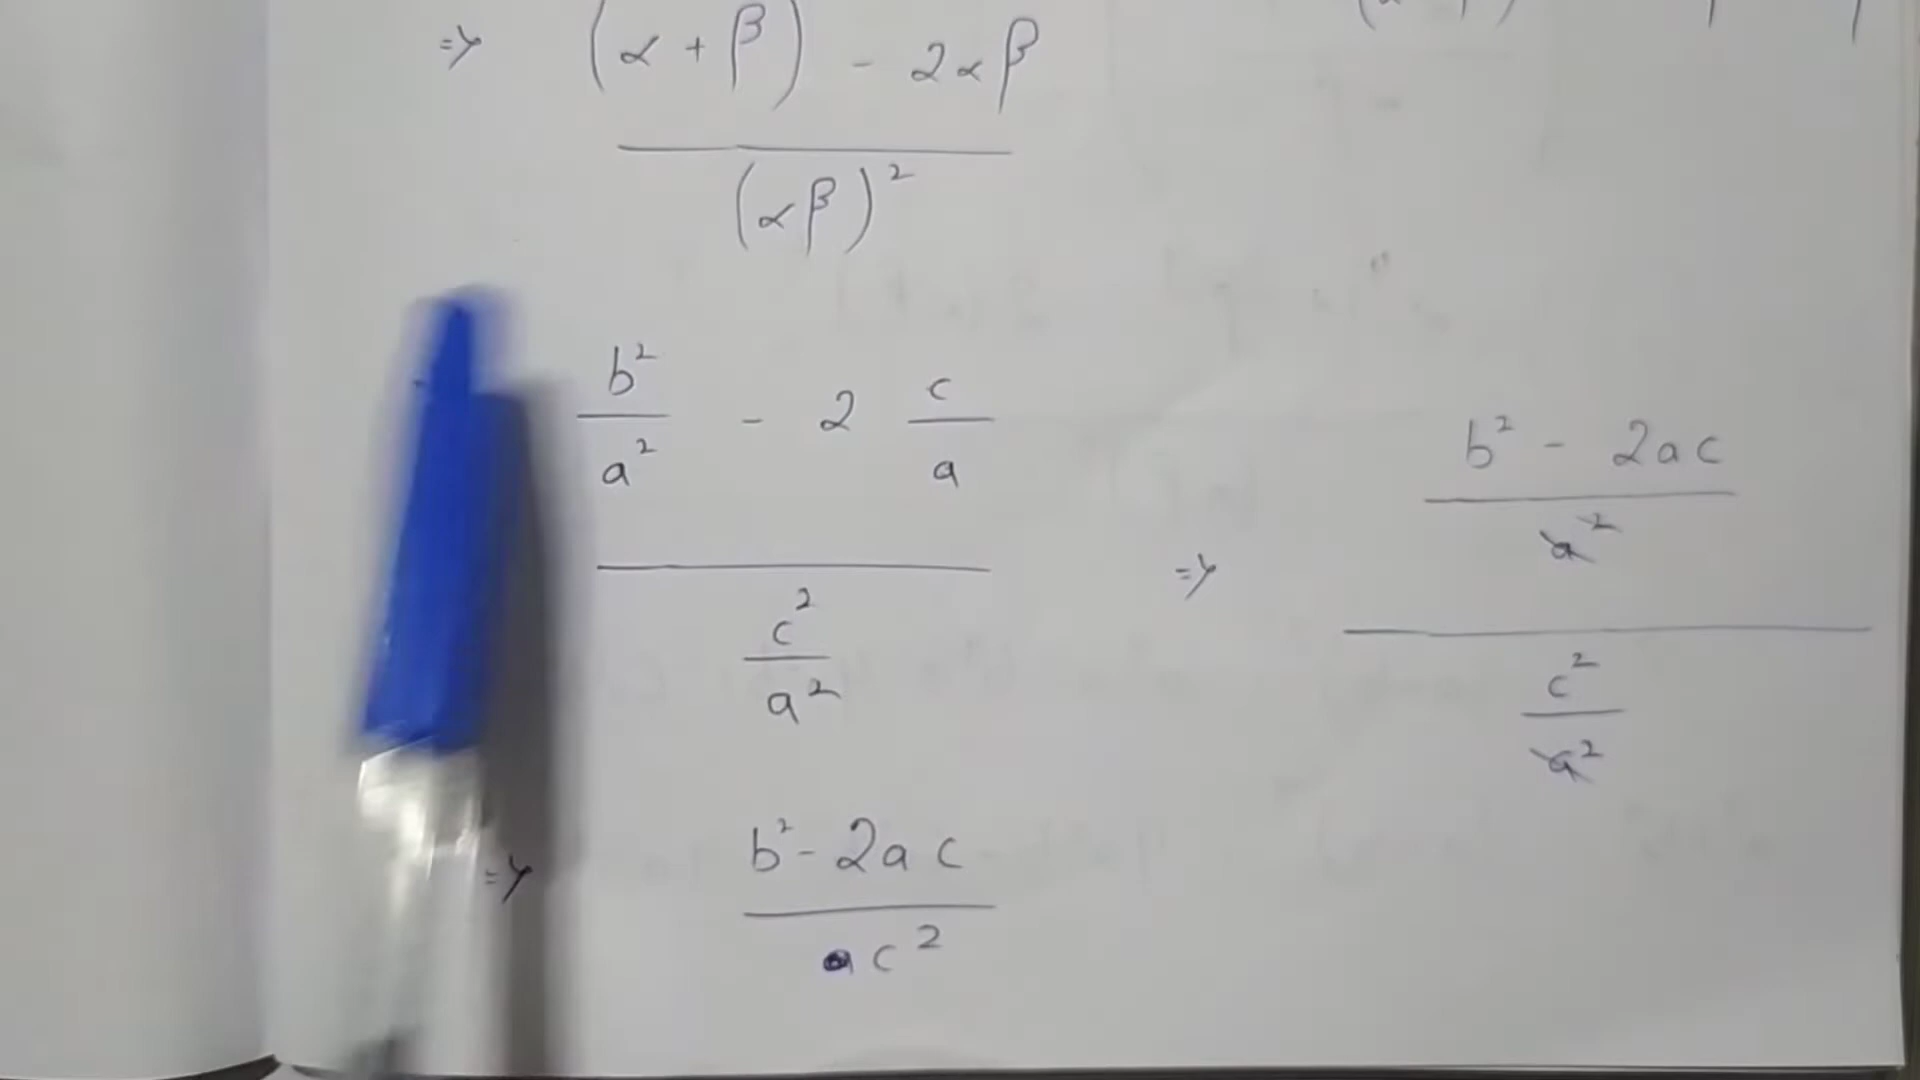 => (α + β) - 2αβ
(αβ)²
b²/a² - 2 c/a
c²/a²
=> b² - 2ac
a²
c²
a²
=> b² - 2ac
c²